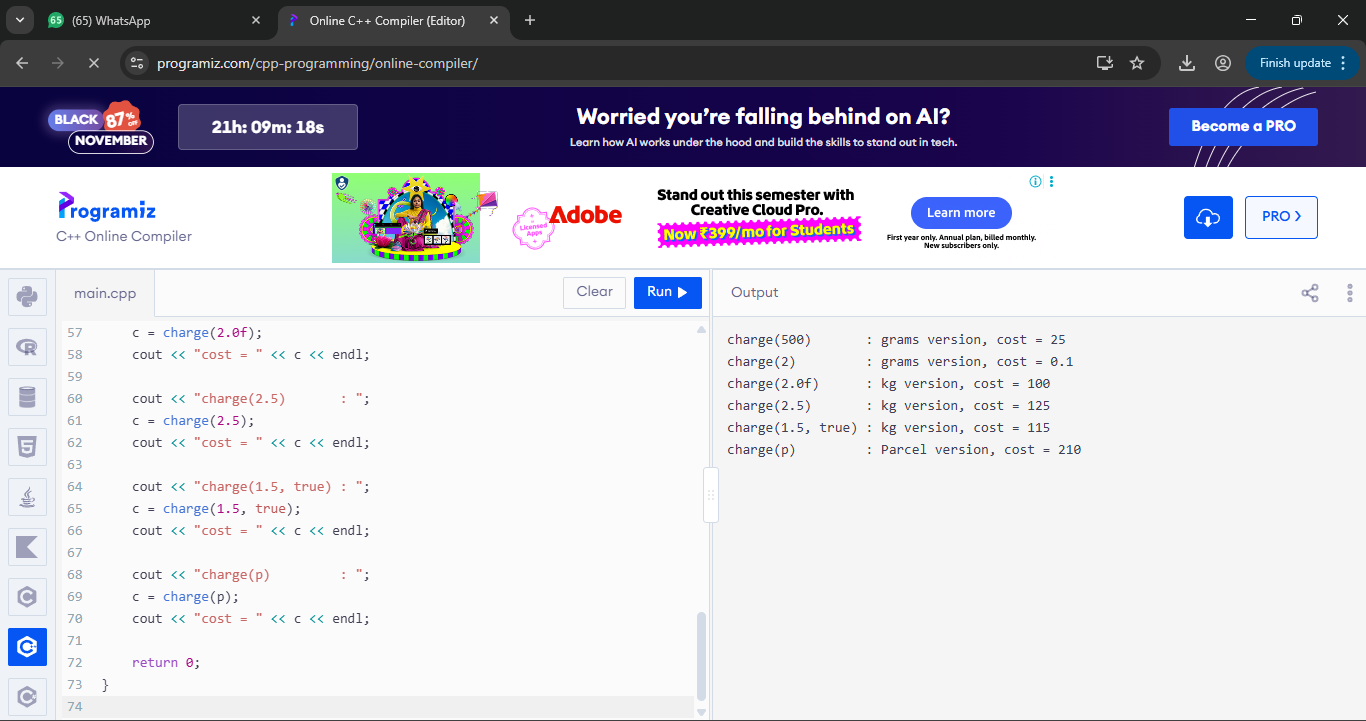 65 (65) WhatsApp
Online C++ Compiler (Editor)
programiz.com/cpp-programming/online-compiler/
Finish update
BLACK 87% OFF
NOVEMBER
21h: 09m: 18s
Worried you're falling behind on AI?
Learn how AI works under the hood and build the skills to stand out in tech.
Become a PRO
Programiz
C++ Online Compiler
Licensed Apps
Adobe
Stand out this semester with
Creative Cloud Pro.
Now ₹399/mo for Students
Learn more
First year only. Annual plan, billed monthly.
New subscribers only.
PRO
main.cpp
Clear
Run
Output
57 c = charge(2.0f);
58 cout << "cost = " << c << endl;
59
60 cout << "charge(2.5)       : ";
61 c = charge(2.5);
62 cout << "cost = " << c << endl;
63
64 cout << "charge(1.5, true) : ";
65 c = charge(1.5, true);
66 cout << "cost = " << c << endl;
67
68 cout << "charge(p)         : ";
69 c = charge(p);
70 cout << "cost = " << c << endl;
71
72 return 0;
73 }
74
charge(500)       : grams version, cost = 25
charge(2)         : grams version, cost = 0.1
charge(2.0f)      : kg version, cost = 100
charge(2.5)       : kg version, cost = 125
charge(1.5, true) : kg version, cost = 115
charge(p)         : Parcel version, cost = 210